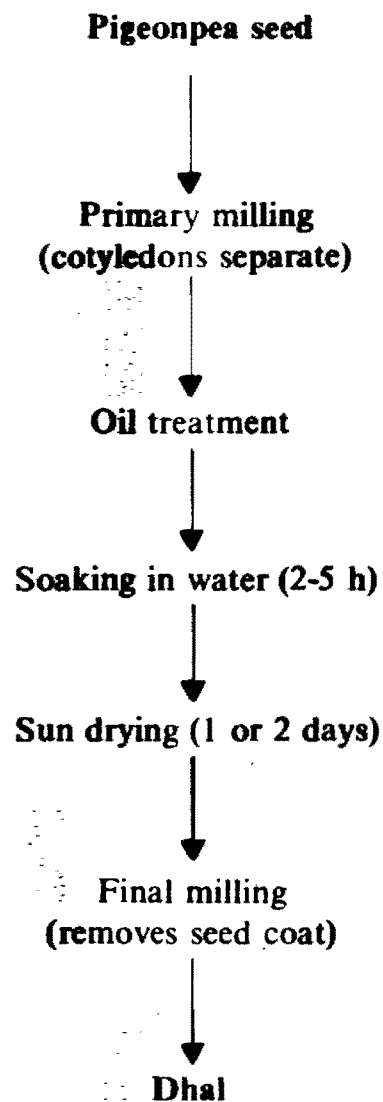 Pigeonpea seed
Primary milling
(cotyledons separate)
Oil treatment
Soaking in water (2-5 h)
Sun drying (1 or 2 days)
Final milling
(removes seed coat)
Dhal